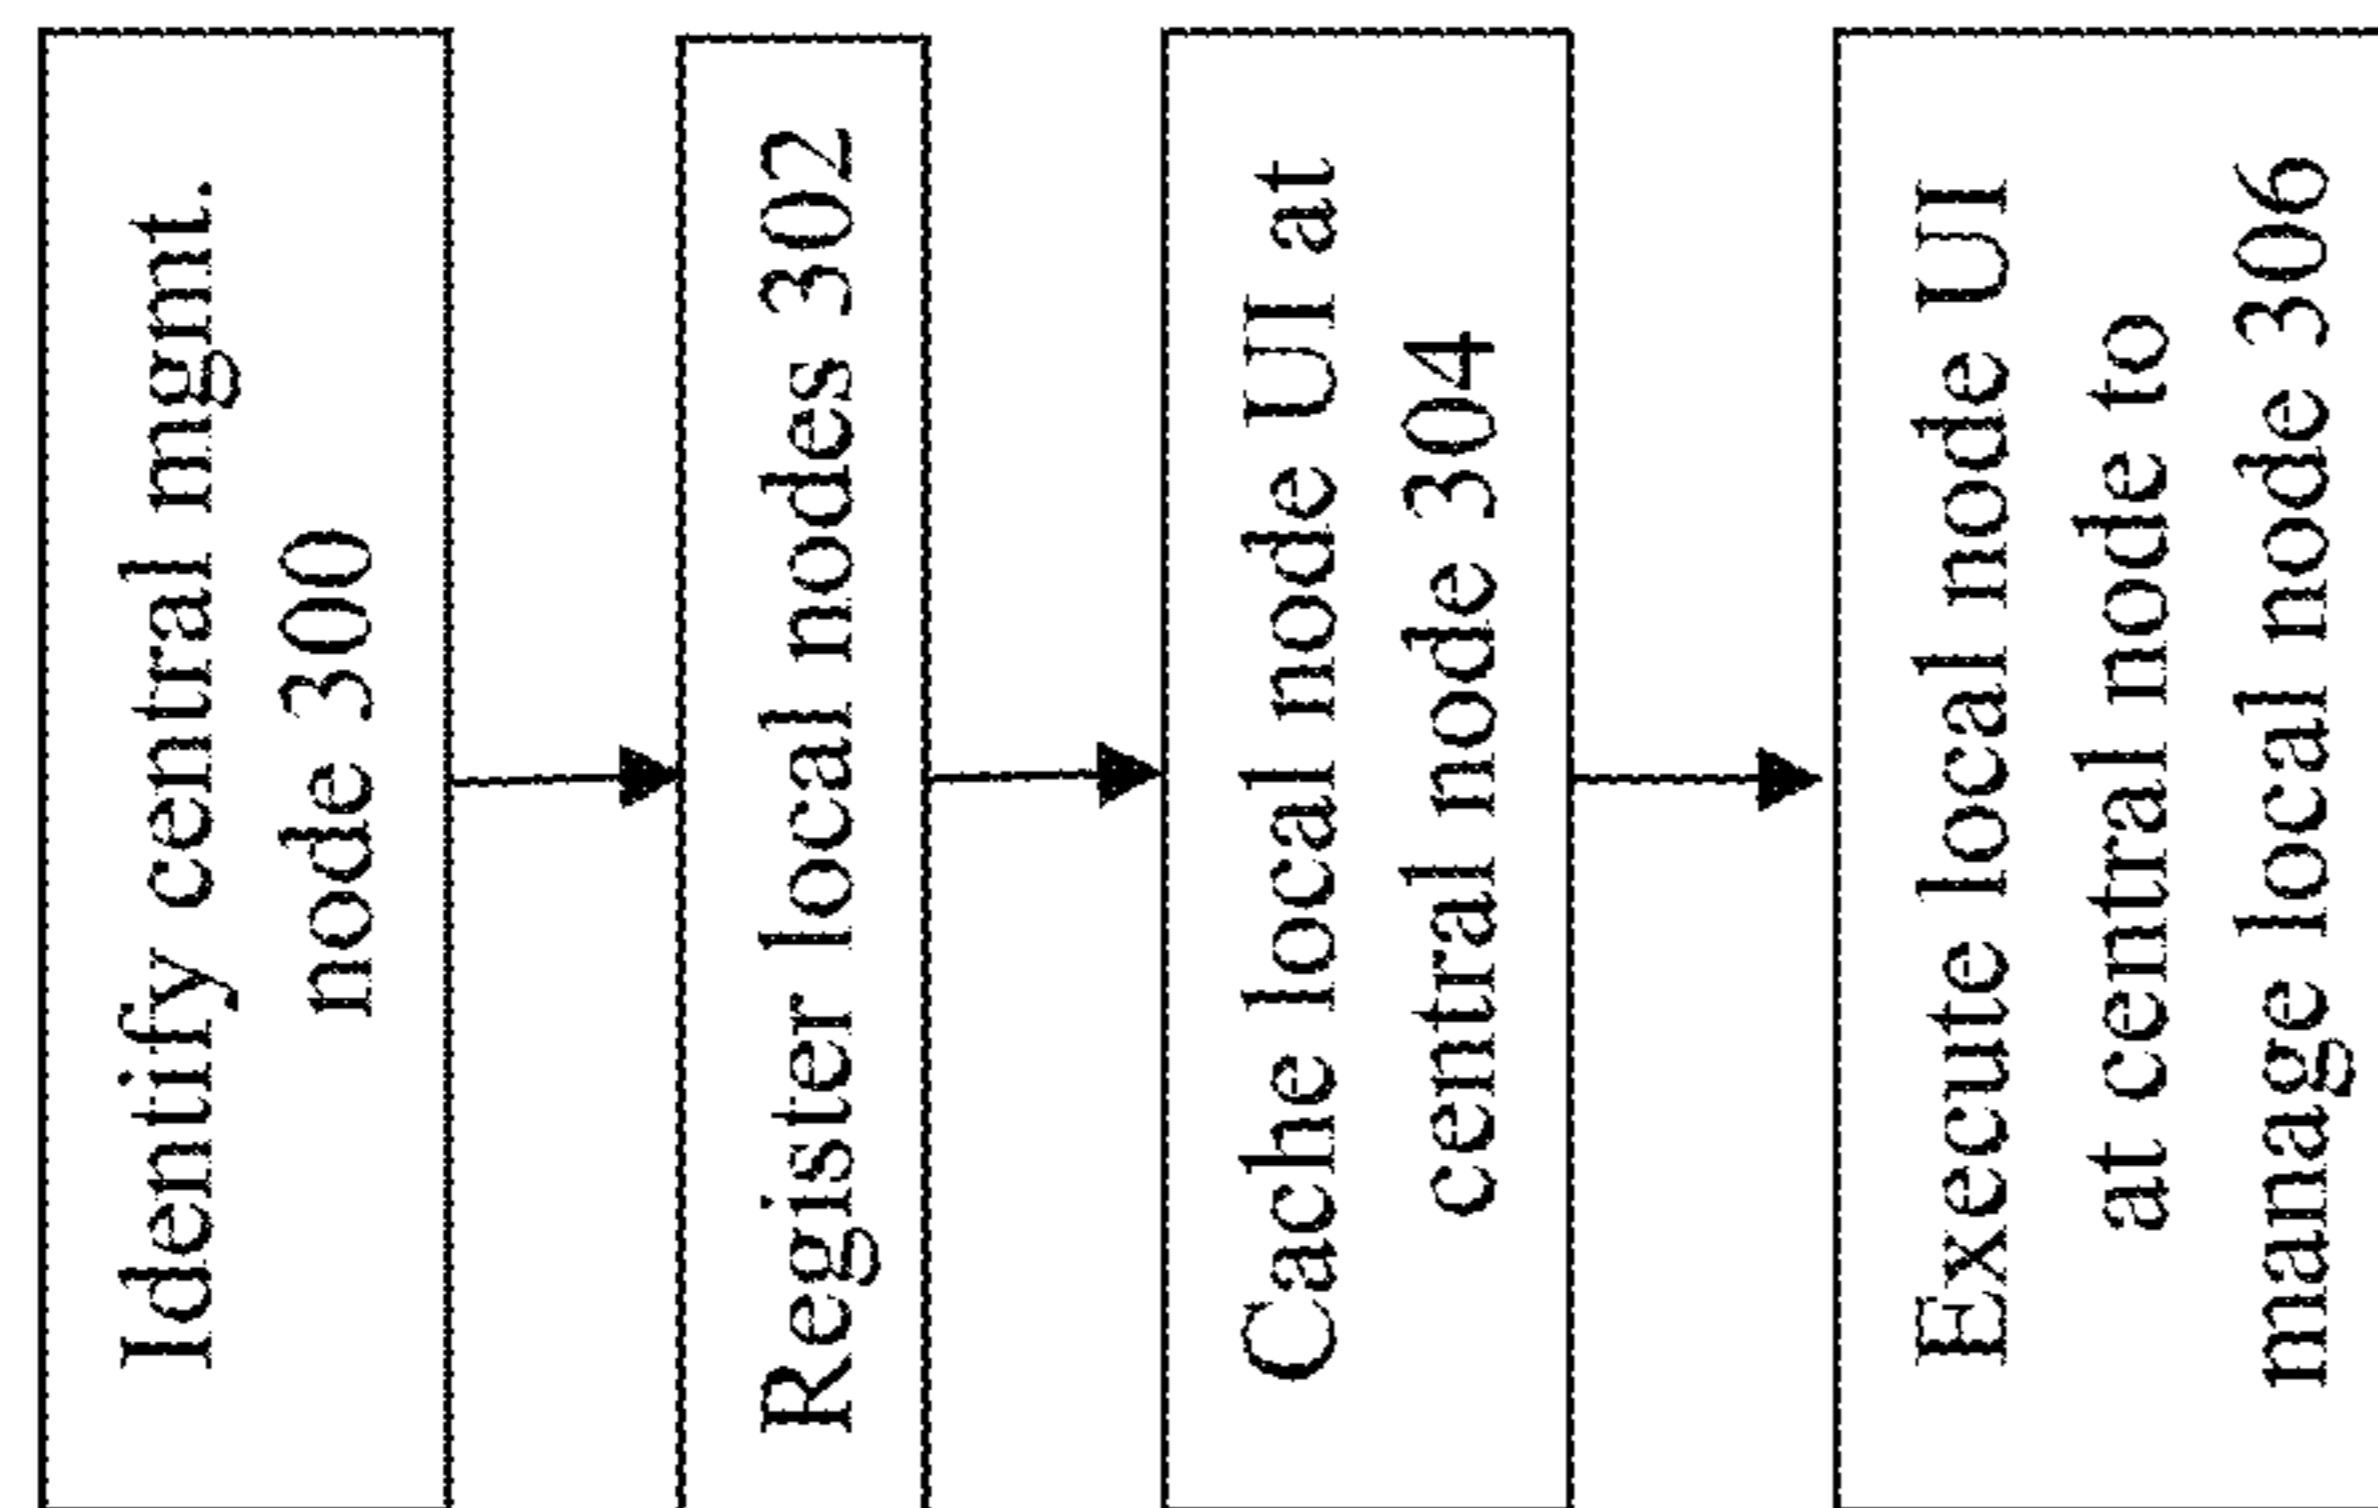 Identify central mgmt.
node 300
Register local nodes 302
Cache local node UI at
central node 304
Execute local node UI
at central node to
manage local node 306